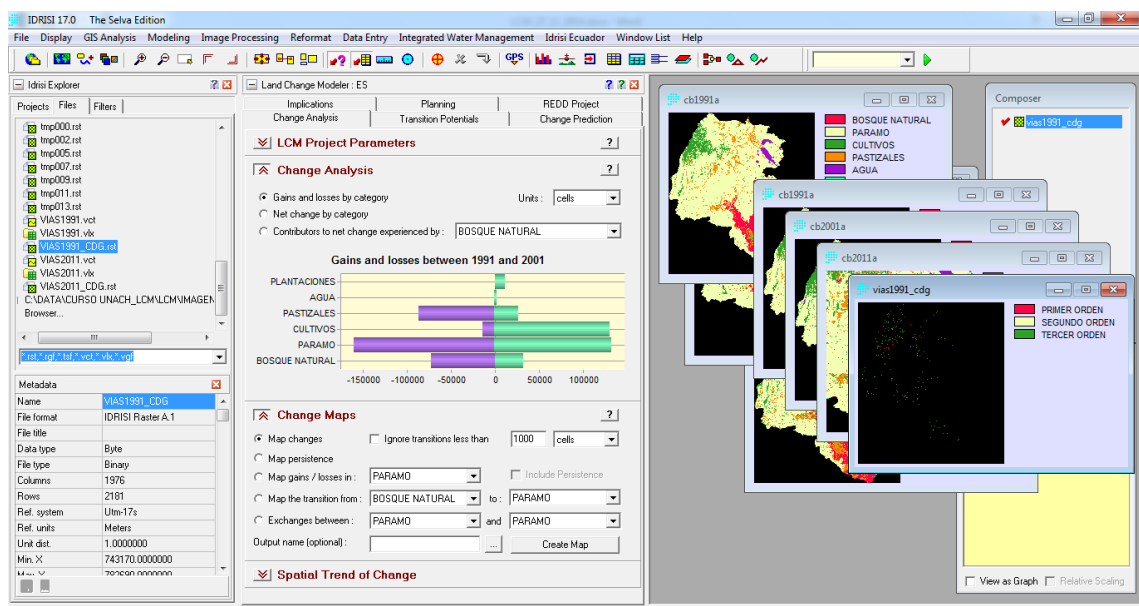 IDRISI 17.0 The Selva Edition
File Display GIS Analysis Modeling Image Processing Reformat Data Entry Integrated Water Management Idrisi Ecuador Window List Help
GPS
Idrisi Explorer
Projects Files Filters
tmp000.rst
tmp002.rst
tmp005.rst
tmp007.rst
tmp009.rst
tmp011.rst
tmp013.rst
VIAS1991.vct
VIAS1991.vlx
VIAS1991_CDG.rst
VIAS2011.vct
VIAS2011.vlx
VIAS2011_CDG.rst
C:\DATA\CURSO UNACH_LCM\LCM\IMAGEN
Browser...
*.rst,*.rgf,*.tsf,*.vct,*.vlx,*.vgf
Metadata
Name VIAS1991_CDG
File format IDRISI Raster A.1
File title
Data type Byte
File type Binary
Columns 1976
Rows 2181
Ref. system Utm-17s
Ref. units Meters
Unit dist. 1.0000000
Min. X 743170.0000000
Max. X 782690.0000000
Land Change Modeler : ES
Implications Planning REDD Project
Change Analysis Transition Potentials Change Prediction
LCM Project Parameters ?
Change Analysis ?
Gains and losses by category Units : cells
Net change by category
Contributors to net change experienced by : BOSQUE NATURAL
Gains and losses between 1991 and 2001
PLANTACIONES
AGUA
PASTIZALES
CULTIVOS
PARAMO
BOSQUE NATURAL
-150000 -100000 -50000 0 50000 100000
Change Maps ?
Map changes Ignore transitions less than 1000 cells
Map persistence
Map gains / losses in : PARAMO Include Persistence
Map the transition from : BOSQUE NATURAL to : PARAMO
Exchanges between : PARAMO and PARAMO
Output name (optional) : ... Create Map
Spatial Trend of Change
cb1991a
BOSQUE NATURAL
PARAMO
CULTIVOS
PASTIZALES
AGUA
cb1991a
cb2001a
cb2011a
vias1991_cdg
PRIMER ORDEN
SEGUNDO ORDEN
TERCER ORDEN
Composer
vias1991_cdg
View as Graph Relative Scaling